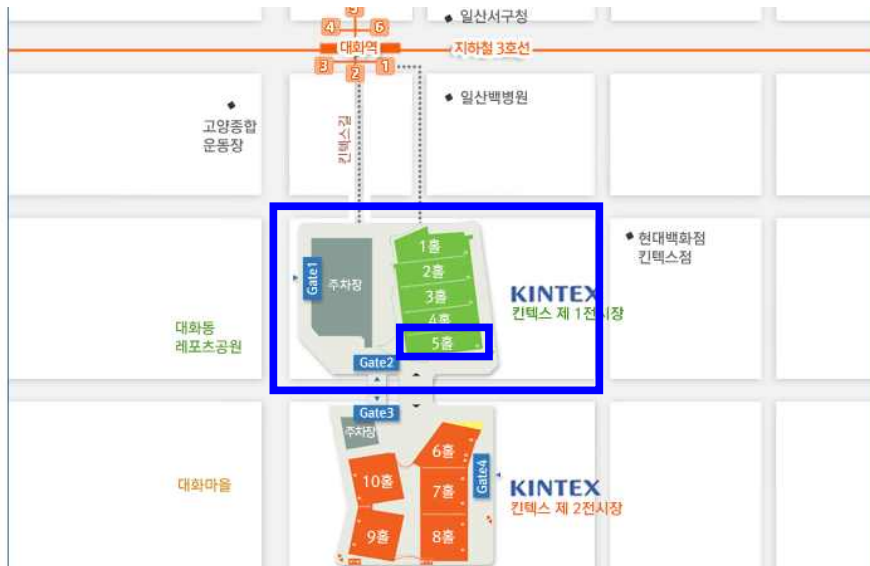 5
일산서구청
4
6
대화역
지하철 3호선
3
2
1
일산백병원
고양종합
운동장
킨텍스길
현대백화점
킨텍스점
1홀
2홀
3홀
4홀
5홀
Gate1
주차장
KINTEX
킨텍스 제 1전시장
대화동
레포츠공원
Gate2
Gate3
주차장
6홀
7홀
8홀
9홀
10홀
Gate4
대화마을
KINTEX
킨텍스 제 2전시장